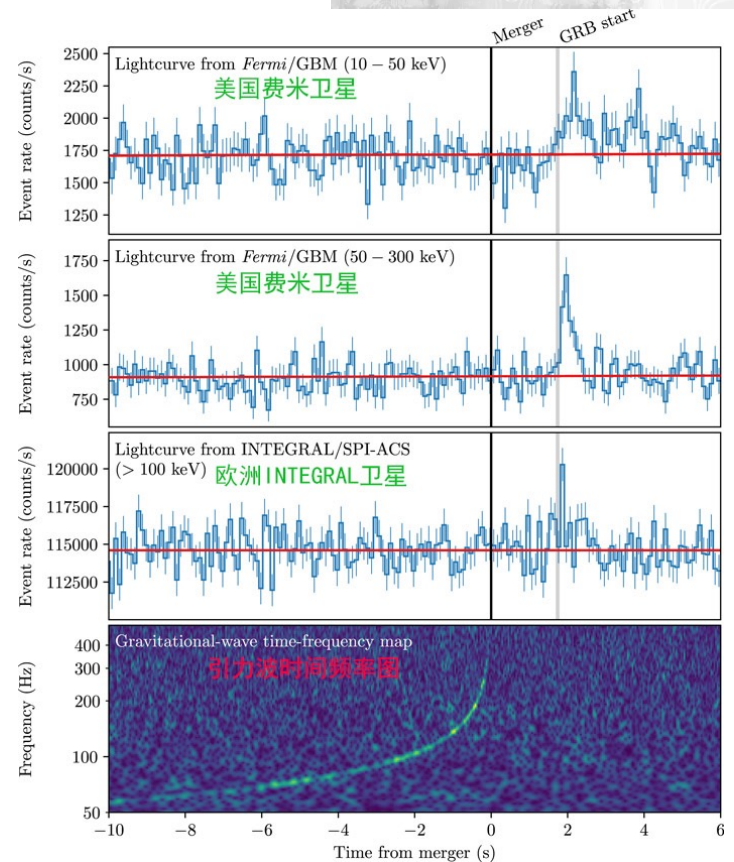 Merger
GRB start
Lightcurve from Fermi/GBM (10 − 50 keV)
美国费米卫星
Event rate (counts/s)
2500
2250
2000
1750
1500
1250
Lightcurve from Fermi/GBM (50 − 300 keV)
美国费米卫星
Event rate (counts/s)
1750
1500
1250
1000
750
Lightcurve from INTEGRAL/SPI-ACS
(> 100 keV)
欧洲INTEGRAL卫星
Event rate (counts/s)
120000
117500
115000
112500
Gravitational-wave time-frequency map
引力波时间频率图
Frequency (Hz)
400
300
200
100
50
−10 −8 −6 −4 −2 0 2 4 6
Time from merger (s)